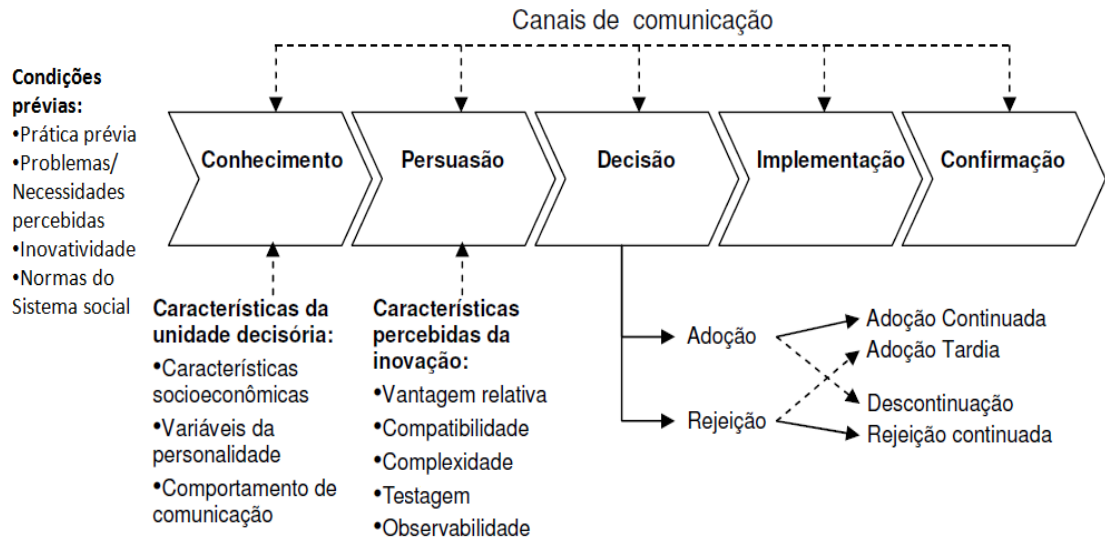 Canais de comunicação
Condições
prévias:
•Prática prévia
•Problemas/
Necessidades
percebidas
•Inovatividade
•Normas do
Sistema social
Conhecimento
Persuasão
Decisão
Implementação
Confirmação
Características da
unidade decisória:
•Características
socioeconômicas
•Variáveis da
personalidade
•Comportamento de
comunicação
Características
percebidas da
inovação:
•Vantagem relativa
•Compatibilidade
•Complexidade
•Testagem
•Observabilidade
Adoção
Rejeição
Adoção Continuada
Adoção Tardia
Descontinuação
Rejeição continuada